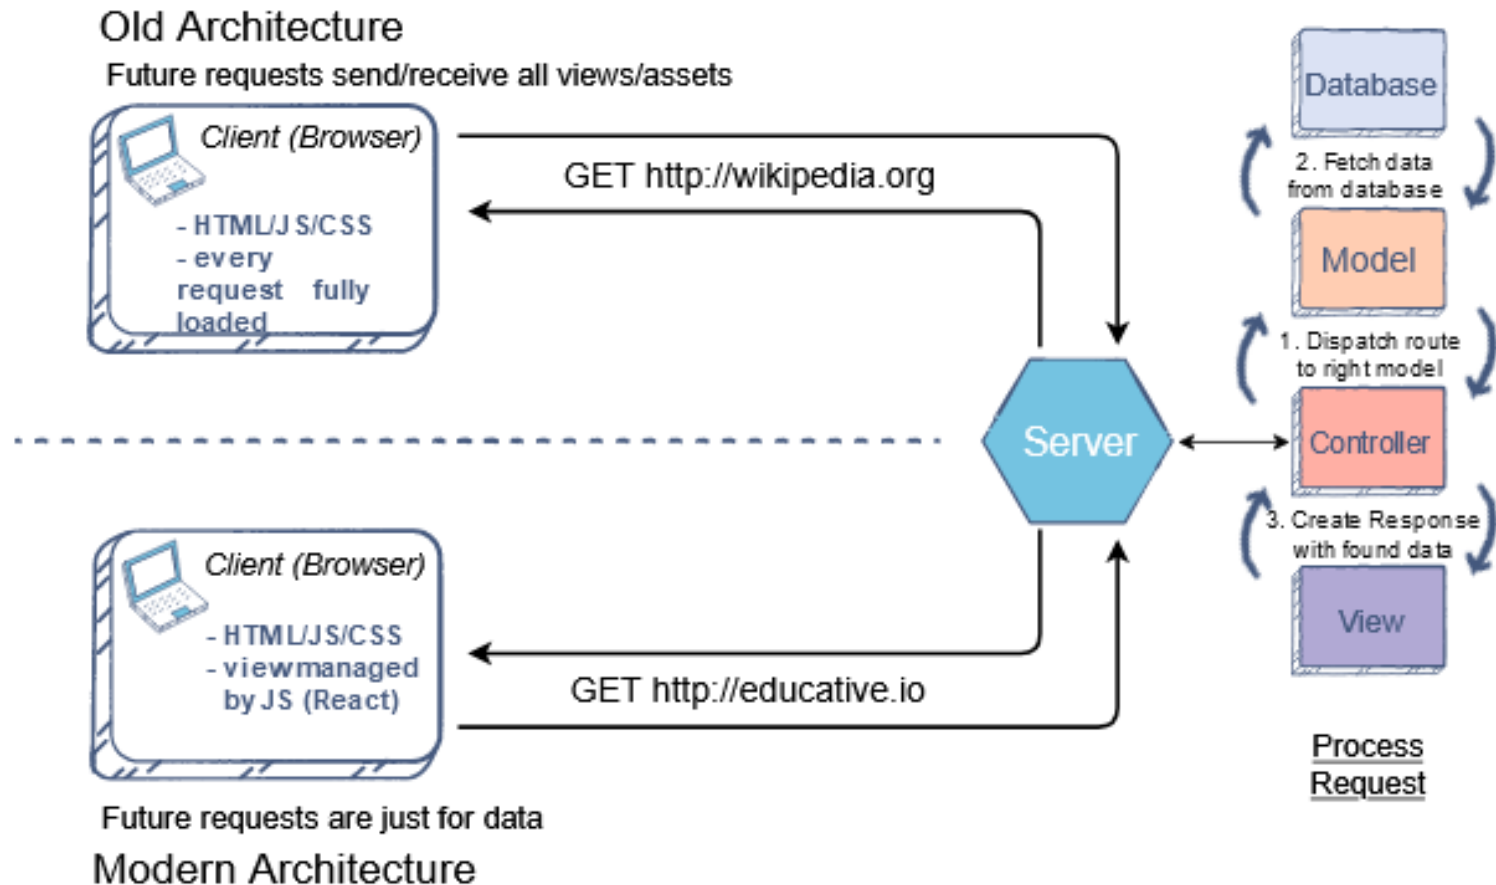 Old Architecture
Future requests send/receive all views/assets
Client (Browser)
- HTML/JS/CSS
- every
request fully
loaded
GET http://wikipedia.org
Server
GET http://educative.io
Client (Browser)
- HTML/JS/CSS
- view managed
by JS (React)
Future requests are just for data
Modern Architecture
Database
2. Fetch data
from database
Model
1. Dispatch route
to right model
Controller
3. Create Response
with found data
View
Process
Request